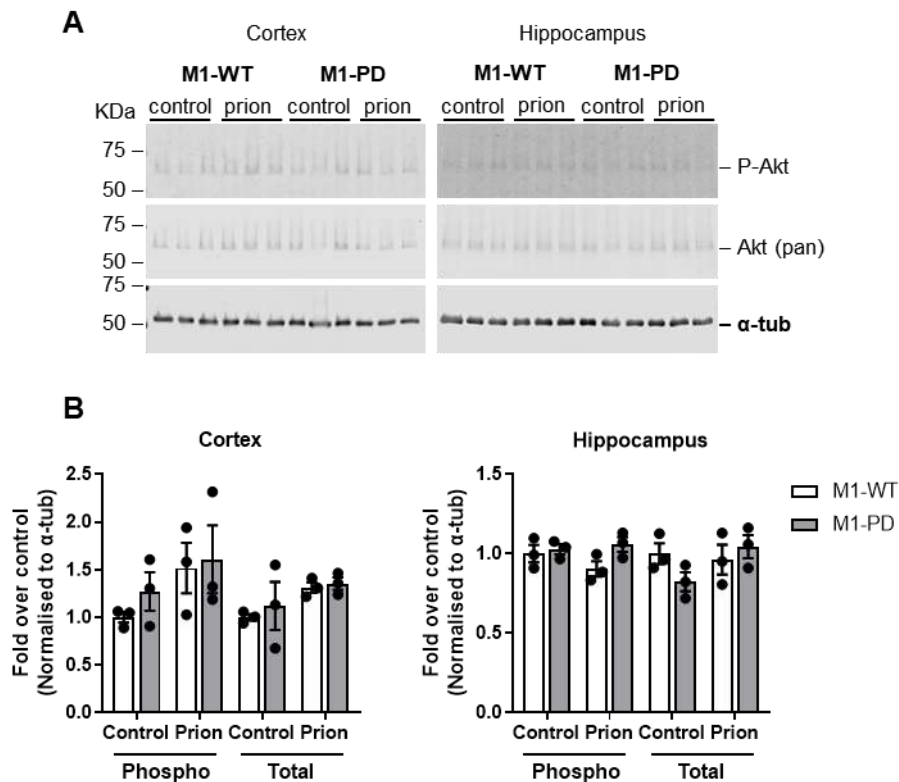 A
Cortex Hippocampus
M1-WT M1-PD M1-WT M1-PD
KDa control prion control prion control prion control prion
75
50
P-Akt
75
50
Akt (pan)
75
50
α-tub
B
Cortex
Fold over control
(Normalised to α-tub)
2.5
2.0
1.5
1.0
0.5
0.0
Control Prion Control Prion
Phospho Total
Hippocampus
Fold over control
(Normalised to α-tub)
1.5
1.0
0.5
0.0
Control Prion Control Prion
Phospho Total
M1-WT
M1-PD